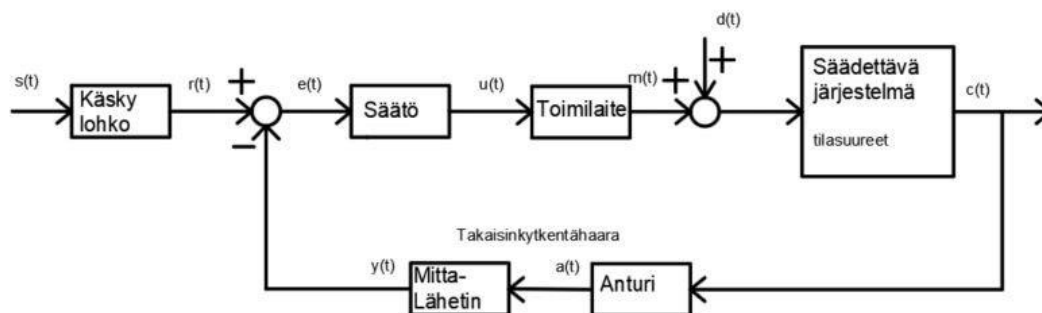 s(t)
Käsky
lohko
r(t)
+
−
e(t)
Säätö
u(t)
Toimilaite
m(t)
+
d(t)
+
Säädettävä
järjestelmä
tilasuureet
c(t)
Takaisinkytkentähaara
y(t)
Mitta-
Lähetin
a(t)
Anturi